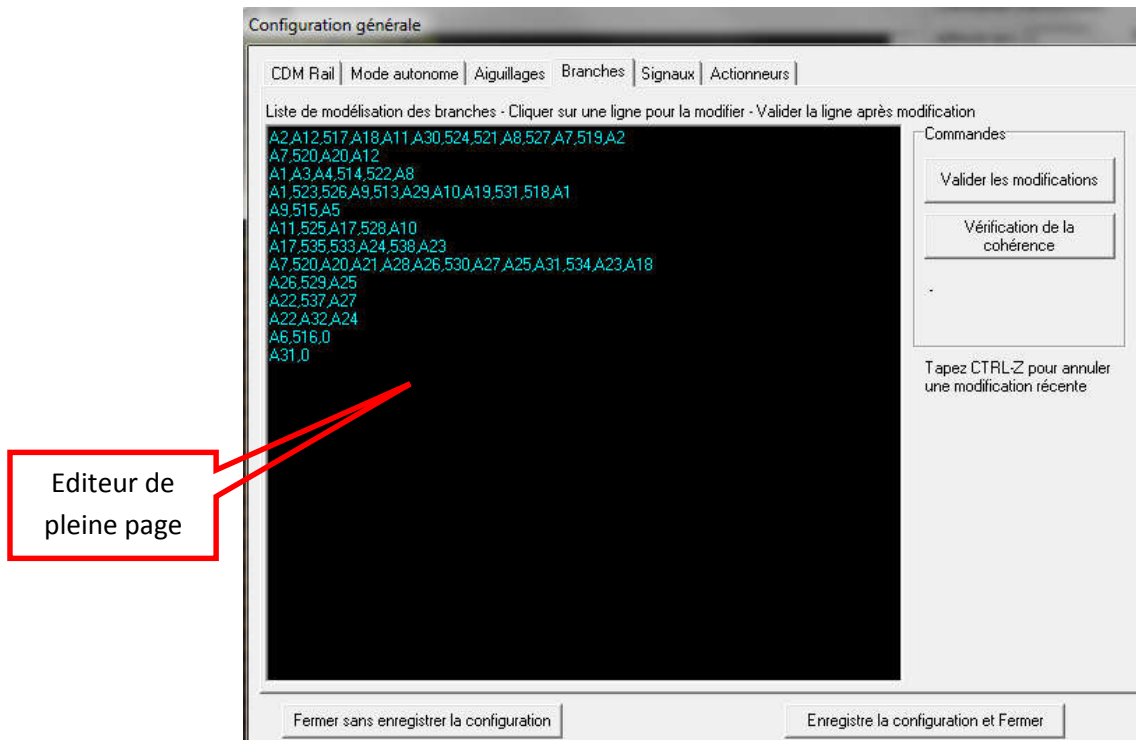 Configuration générale
CDM Rail
Mode autonome
Aiguillages
Branches
Signaux
Actionneurs
Liste de modélisation des branches - Cliquer sur une ligne pour la modifier - Valider la ligne après modification
A2,A12,517,A18,A11,A30,524,521,A8,527,A7,519,A2
A7,520,A20,A12
A1,A3,A4,514,522,A8
A1,523,526,A9,513,A29,A10,A19,531,518,A1
A9,515,A5
A11,525,A17,528,A10
A17,535,533,A24,538,A23
A7,520,A20,A21,A28,A26,530,A27,A25,A31,534,A23,A18
A26,529,A25
A22,537,A27
A22,A32,A24
A6,516,0
A31,0
Commandes
Valider les modifications
Vérification de la
cohérence
-
Tapez CTRL-Z pour annuler
une modification récente
Editeur de
pleine page
Fermer sans enregistrer la configuration
Enregistre la configuration et Fermer